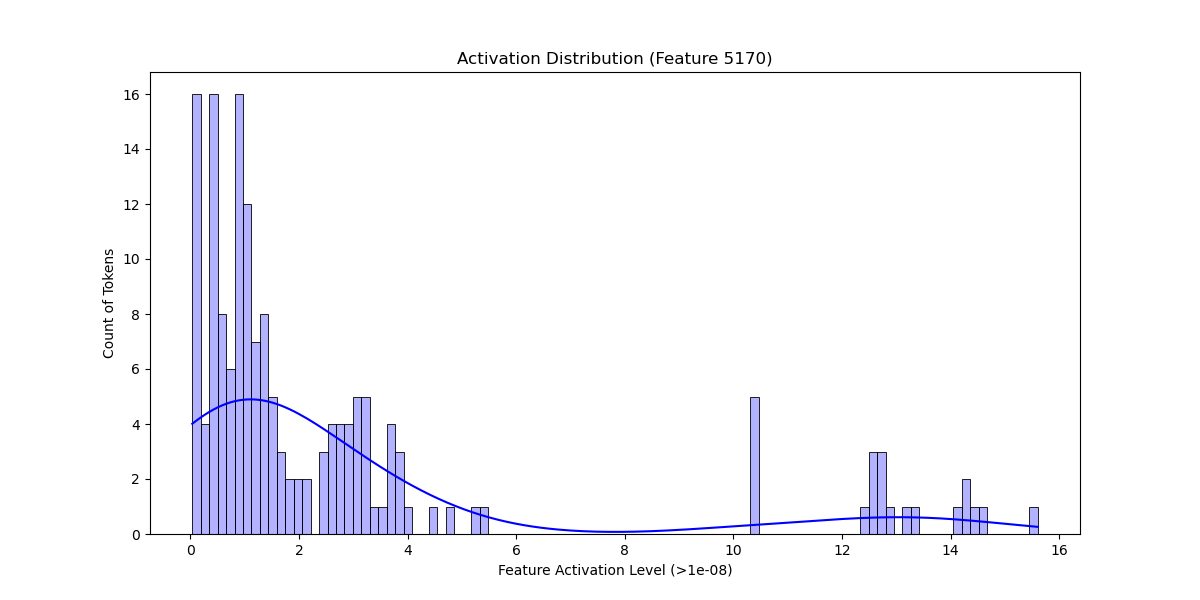 Activation Distribution (Feature 5170)
16
14
12
10
8
6
4
2
0
Count of Tokens
0 2 4 6 8 10 12 14 16
Feature Activation Level (>1e-08)